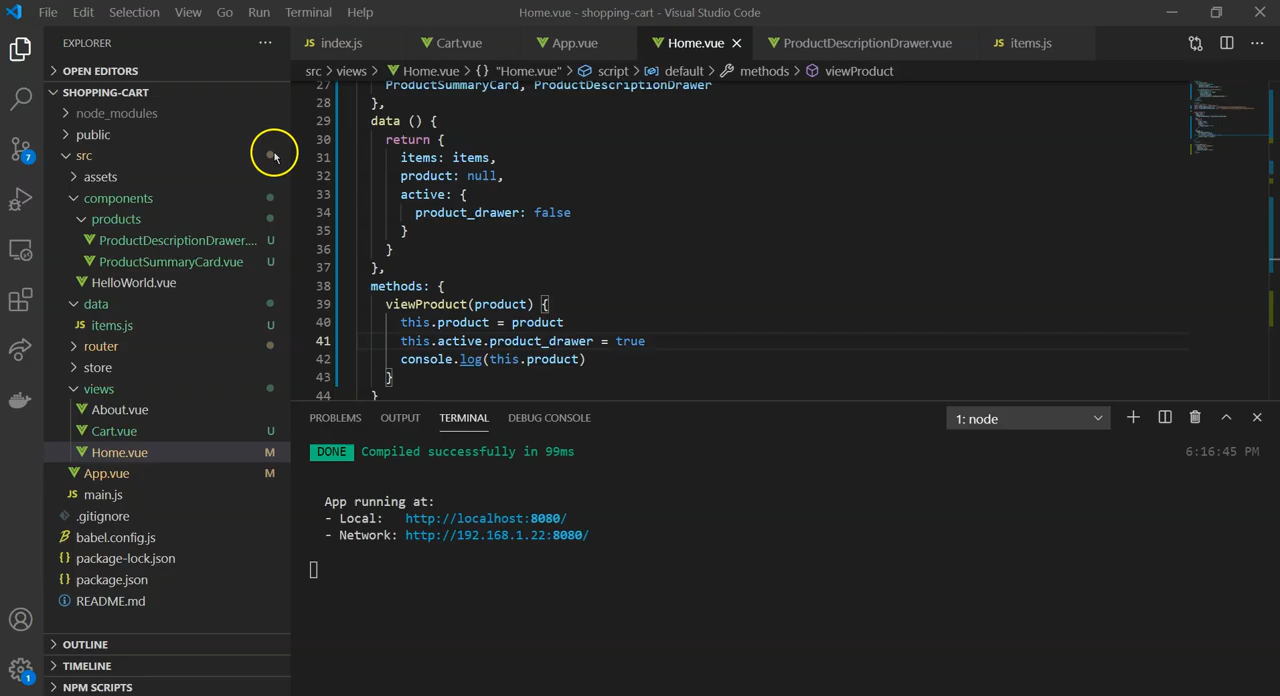 File Edit Selection View Go Run Terminal Help
Home.vue - shopping-cart - Visual Studio Code
EXPLORER
OPEN EDITORS
SHOPPING-CART
node_modules
public
src
assets
components
products
ProductDescriptionDrawer.... U
ProductSummaryCard.vue U
HelloWorld.vue
data
JS items.js U
router
store
views
About.vue
Cart.vue U
Home.vue M
App.vue M
JS main.js
.gitignore
babel.config.js
{} package-lock.json
{} package.json
README.md
OUTLINE
TIMELINE
NPM SCRIPTS
7
1
JS index.js Cart.vue App.vue Home.vue ProductDescriptionDrawer.vue JS items.js
src > views > Home.vue > {} "Home.vue" > script > default > methods > viewProduct
27 ProductSummaryCard, ProductDescriptionDrawer
28 },
29 data () {
30 return {
31 items: items,
32 product: null,
33 active: {
34 product_drawer: false
35 }
36 }
37 },
38 methods: {
39 viewProduct(product) {
40 this.product = product
41 this.active.product_drawer = true
42 console.log(this.product)
43 }
44 }
PROBLEMS OUTPUT TERMINAL DEBUG CONSOLE 1: node
DONE Compiled successfully in 99ms 6:16:45 PM
App running at:
- Local: http://localhost:8080/
- Network: http://192.168.1.22:8080/